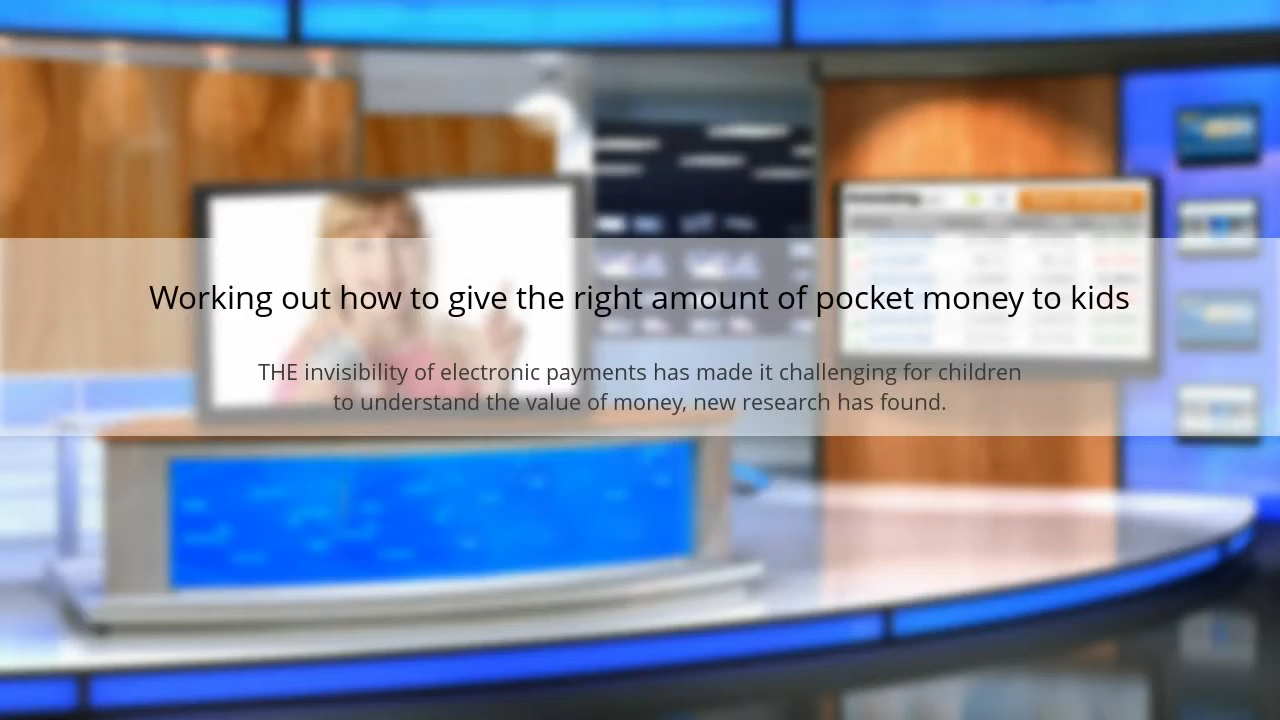 Working out how to give the right amount of pocket money to kids
THE invisibility of electronic payments has made it challenging for children
to understand the value of money, new research has found.